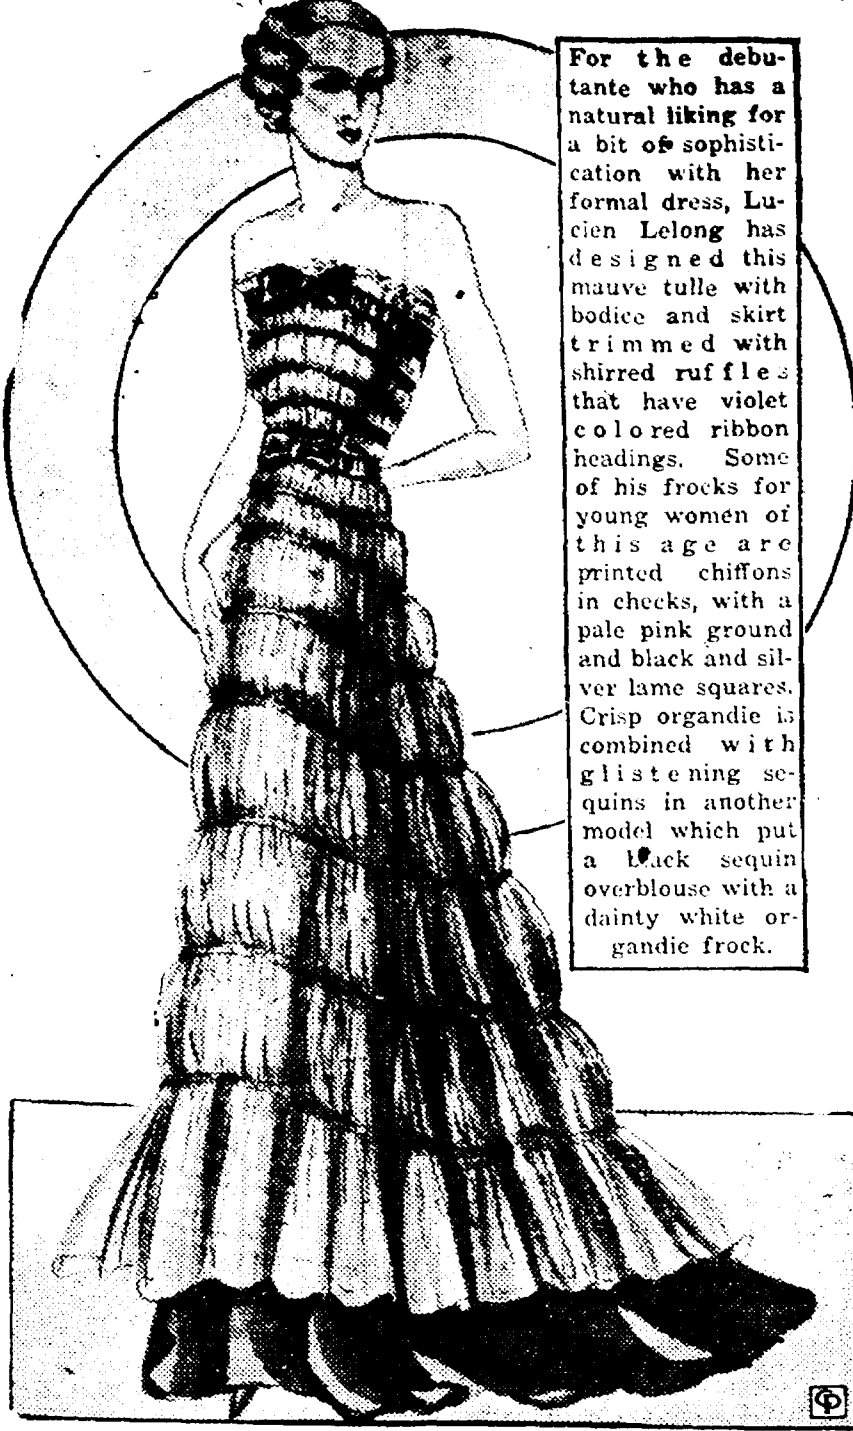 For the debu-
tante who has a
natural liking for
a bit of sophisti-
cation with her
formal dress, Lu-
cien Lelong has
designed this
mauve tulle with
bodice and skirt
trimmed with
shirred ruffles
that have violet
colored ribbon
headings. Some
of his frocks for
young women of
this age are
printed chiffons
in checks, with a
pale pink ground
and black and sil-
ver lame squares.
Crisp organdie is
combined with
glistening se-
quins in another
model which put
a black sequin
overblouse with a
dainty white or-
gandie frock.
CP